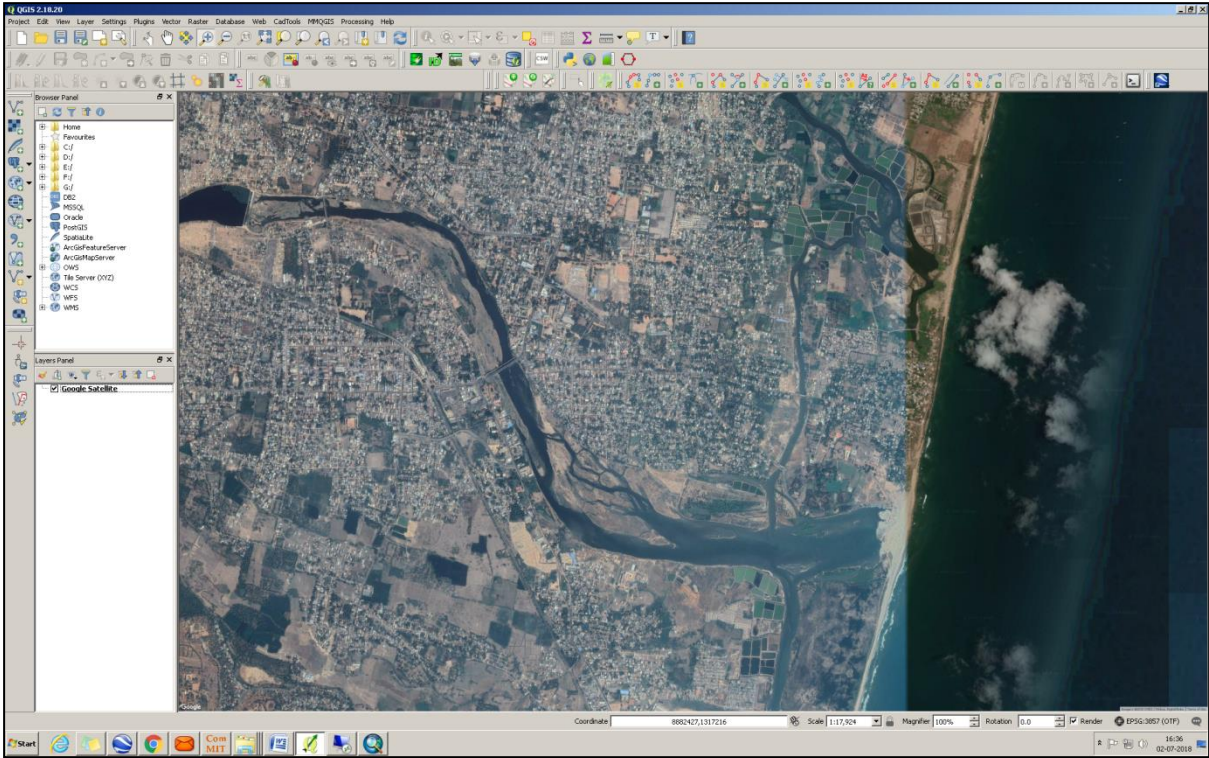 QGIS 2.18.20
Project Edit View Layer Settings Plugins Vector Raster Database Web CadTools MMQGIS Processing Help
CSW
Browser Panel
Home
Favourites
C:/
D:/
E:/
F:/
G:/
DB2
MSSQL
Oracle
PostGIS
SpatiaLite
ArcGisFeatureServer
ArcGisMapServer
OWS
Tile Server (XYZ)
WCS
WFS
WMS
Layers Panel
Google Satellite
Google
Coordinate 8882427,1317216 Scale 1:17,924 Magnifier 100% Rotation 0.0 Render EPSG:3857 (OTF)
Start Com MIT 16:36
02-07-2018